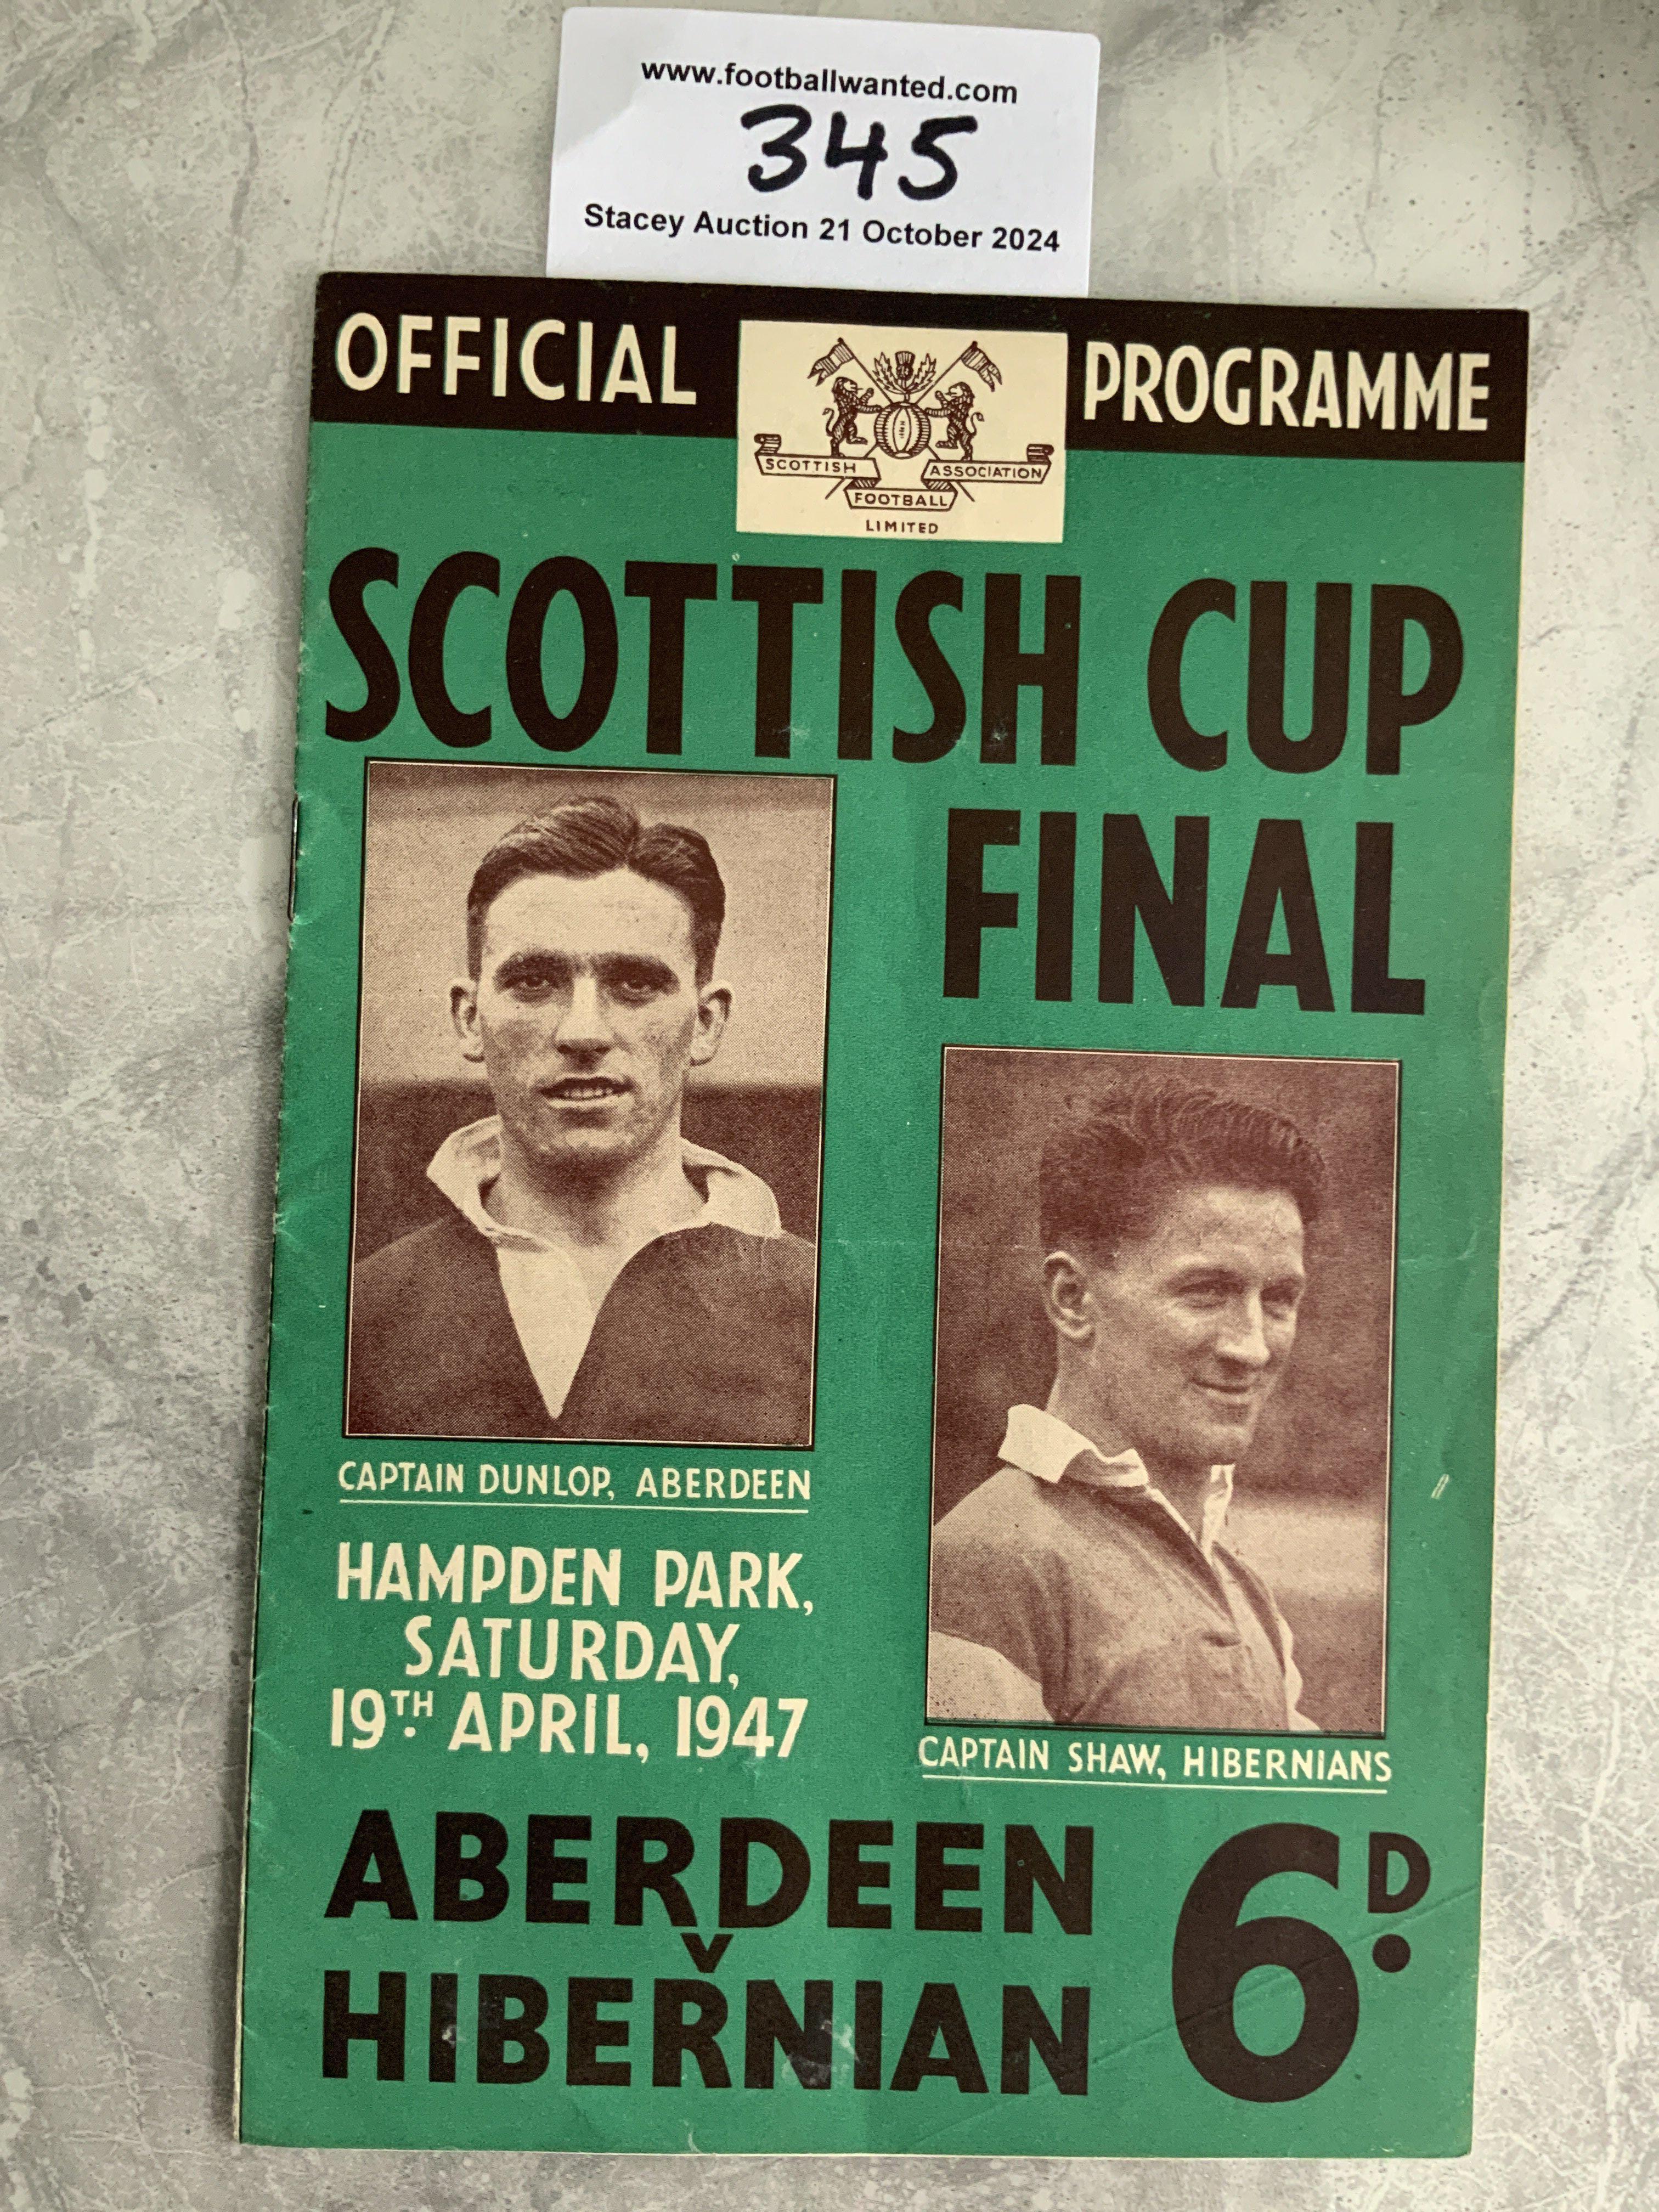 www.footballwanted.com
345
Stacey Auction 21 October 2024
OFFICIAL PROGRAMME
SCOTTISH ASSOCIATION
FOOTBALL
LIMITED
SCOTTISH CUP
FINAL
CAPTAIN DUNLOP, ABERDEEN
HAMPDEN PARK,
SATURDAY,
19TH APRIL, 1947
CAPTAIN SHAW, HIBERNIANS
ABERDEEN
V
HIBERNIAN
6D.